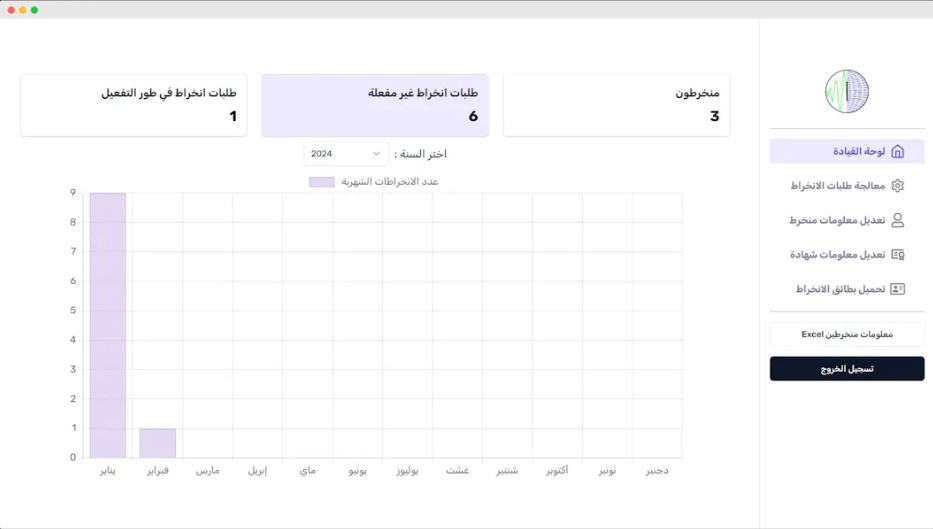 منخرطون
3
طلبات انخراط غير مفعلة
6
طلبات انخراط في طور التفعيل
1
اختر السنة :
2024
عدد الانخراطات الشهرية
9
8
7
6
5
4
3
2
1
0
يناير
فبراير
مارس
إبريل
ماي
يونيو
يوليوز
غشت
شتنبر
أكتوبر
نونبر
دجنبر
لوحة القيادة
معالجة طلبات الانخراط
تعديل معلومات منخرط
تعديل معلومات شهادة
تحميل بطائق الانخراط
معلومات منخرطين Excel
تسجيل الخروج